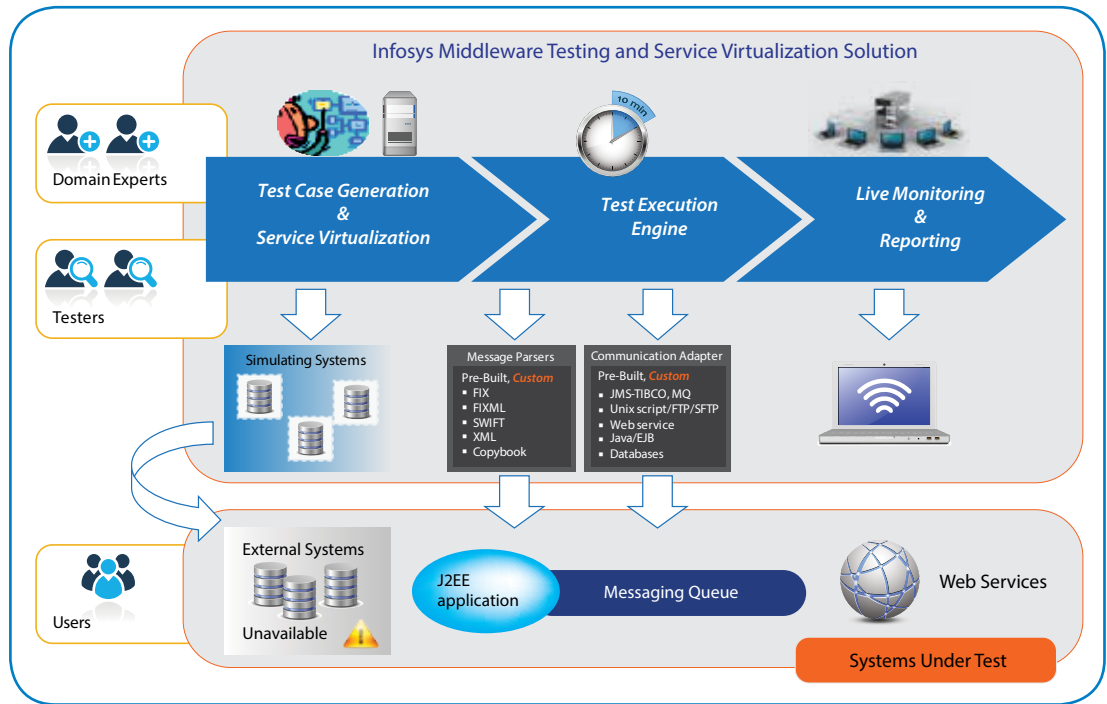 Infosys Middleware Testing and Service Virtualization Solution
10 min
Domain Experts
Test Case Generation
&
Service Virtualization
Test Execution
Engine
Live Monitoring
&
Reporting
Testers
Simulating Systems
Message Parsers
Pre-Built, Custom
▪ FIX
▪ FIXML
▪ SWIFT
▪ XML
▪ Copybook
Communication Adapter
Pre-Built, Custom
▪ JMS-TIBCO, MQ
▪ Unix script/FTP/SFTP
▪ Web service
▪ Java/EJB
▪ Databases
Users
External Systems
Unavailable
J2EE
application
Messaging Queue
Web Services
Systems Under Test